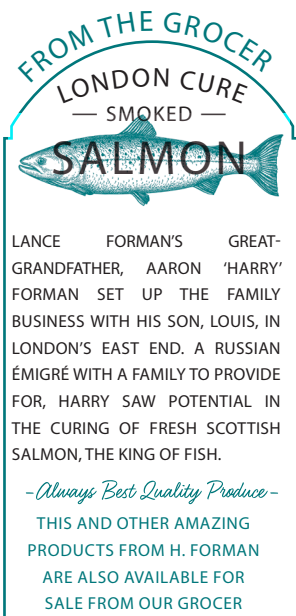 FROM THE GROCER
LONDON CURE
— SMOKED —
SALMON
LANCE FORMAN'S GREAT-
GRANDFATHER, AARON 'HARRY'
FORMAN SET UP THE FAMILY
BUSINESS WITH HIS SON, LOUIS, IN
LONDON'S EAST END. A RUSSIAN
ÉMIGRÉ WITH A FAMILY TO PROVIDE
FOR, HARRY SAW POTENTIAL IN
THE CURING OF FRESH SCOTTISH
SALMON, THE KING OF FISH.
– Always Best Quality Produce –
THIS AND OTHER AMAZING
PRODUCTS FROM H. FORMAN
ARE ALSO AVAILABLE FOR
SALE FROM OUR GROCER